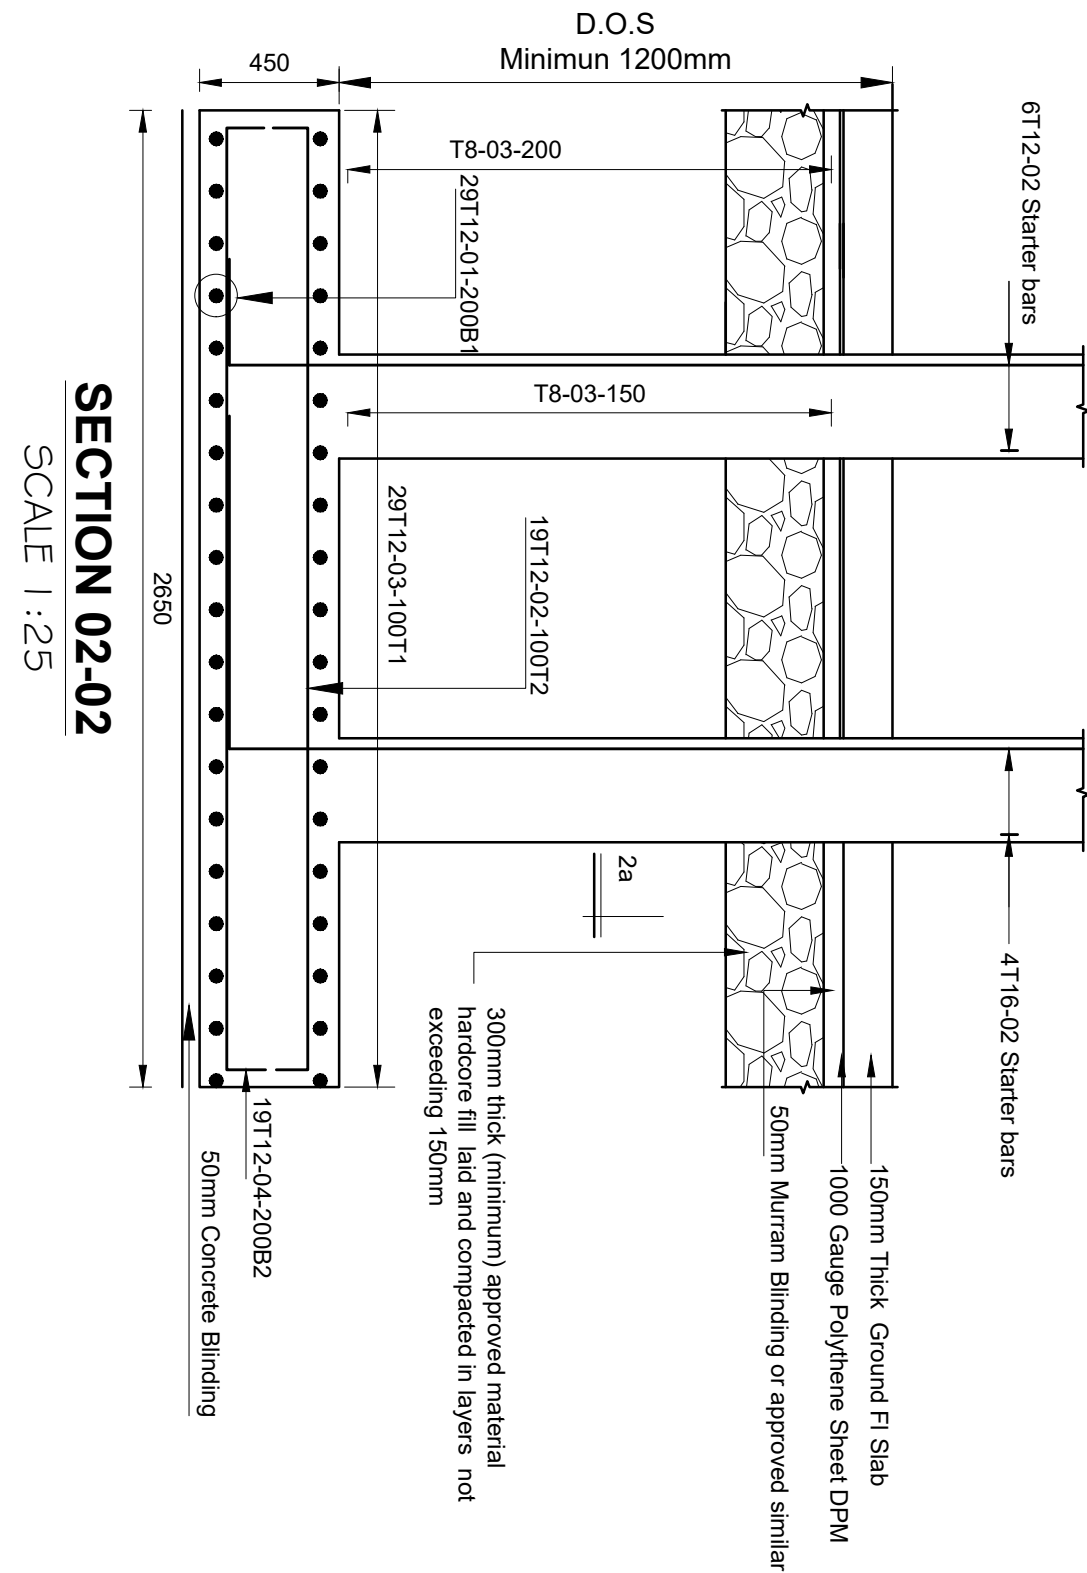 D.O.S
Minimun 1200mm
450
6T12-02 Starter bars
T8-03-200
29T12-01-200B1
T8-03-150
29T12-03-100T1
19T12-02-100T2
2650
SECTION 02-02
SCALE 1:25
2a
4T16-02 Starter bars
150mm Thick Ground Fl Slab
1000 Gauge Polythene Sheet DPM
50mm Murram Blinding or approved similar
300mm thick (minimum) approved material
hardcore fill laid and compacted in layers not
exceeding 150mm
19T12-04-200B2
50mm Concrete Blinding